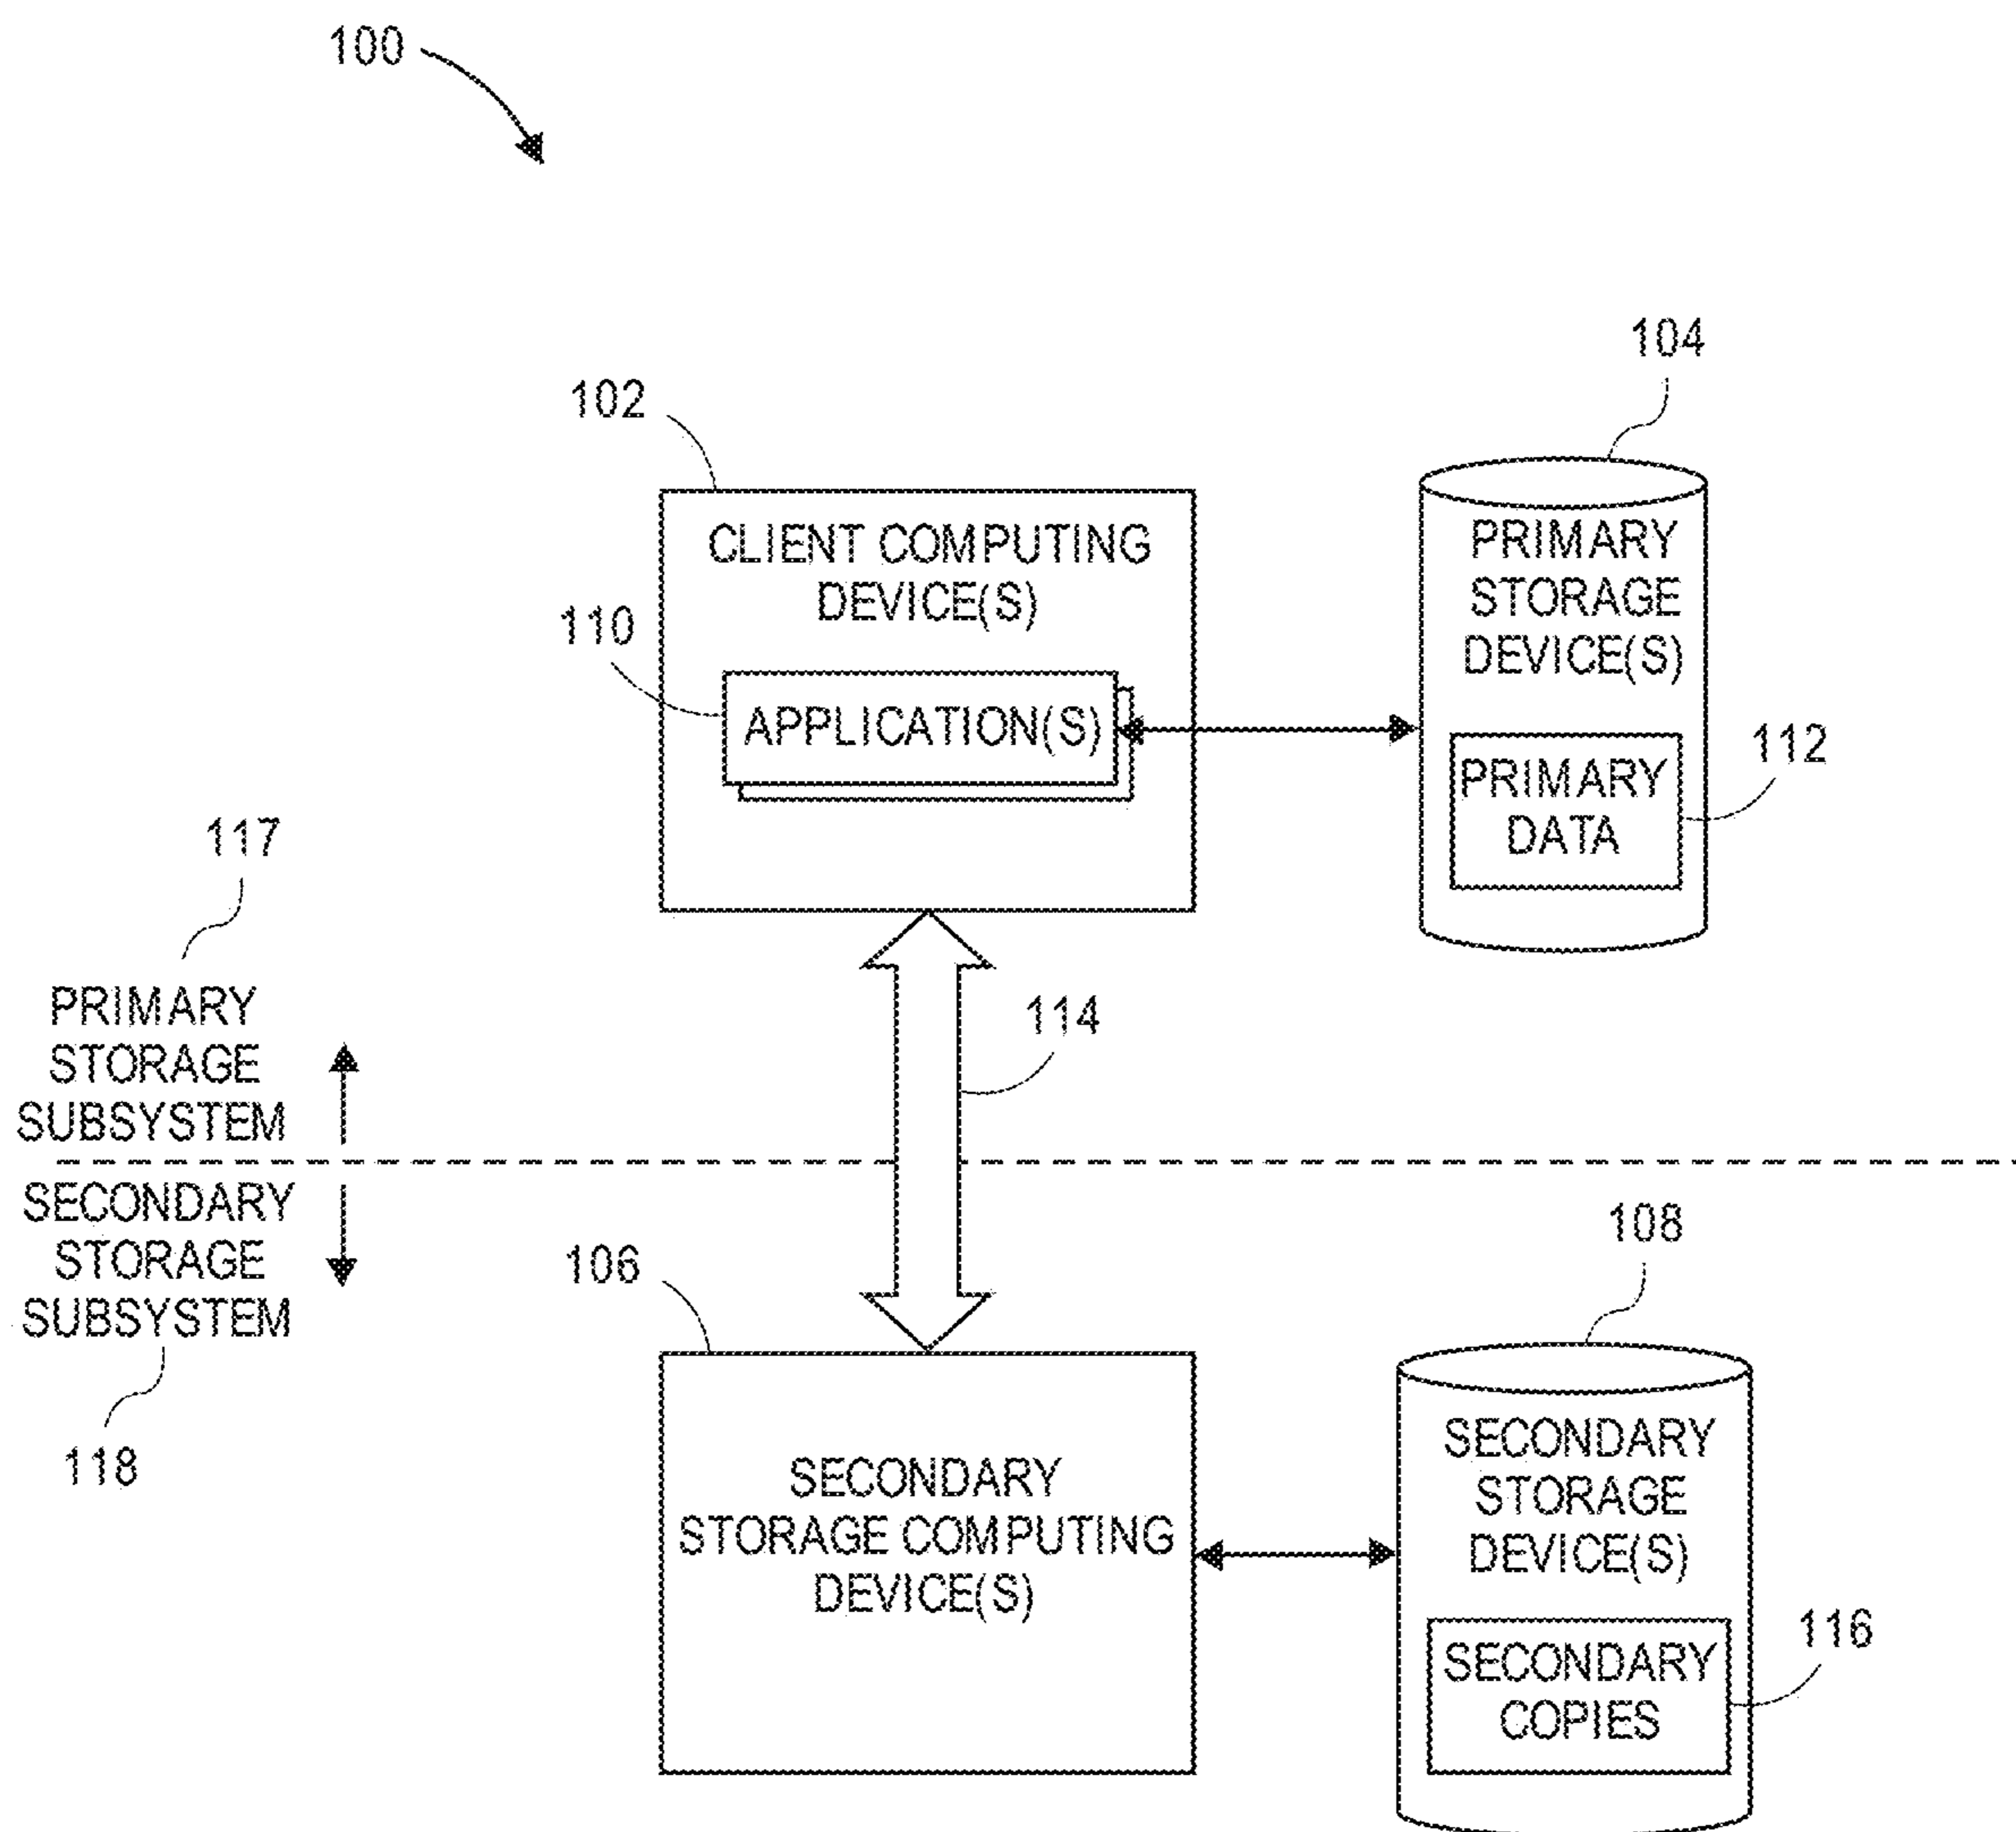 100
104
102
CLIENT COMPUTING
DEVICE(S)
110
APPLICATION(S)
PRIMARY
STORAGE
DEVICE(S)
PRIMARY
DATA
112
117
PRIMARY
STORAGE
SUBSYSTEM
114
SECONDARY
STORAGE
SUBSYSTEM
118
106
108
SECONDARY
STORAGE COMPUTING
DEVICE(S)
SECONDARY
STORAGE
DEVICE(S)
SECONDARY
COPIES
116